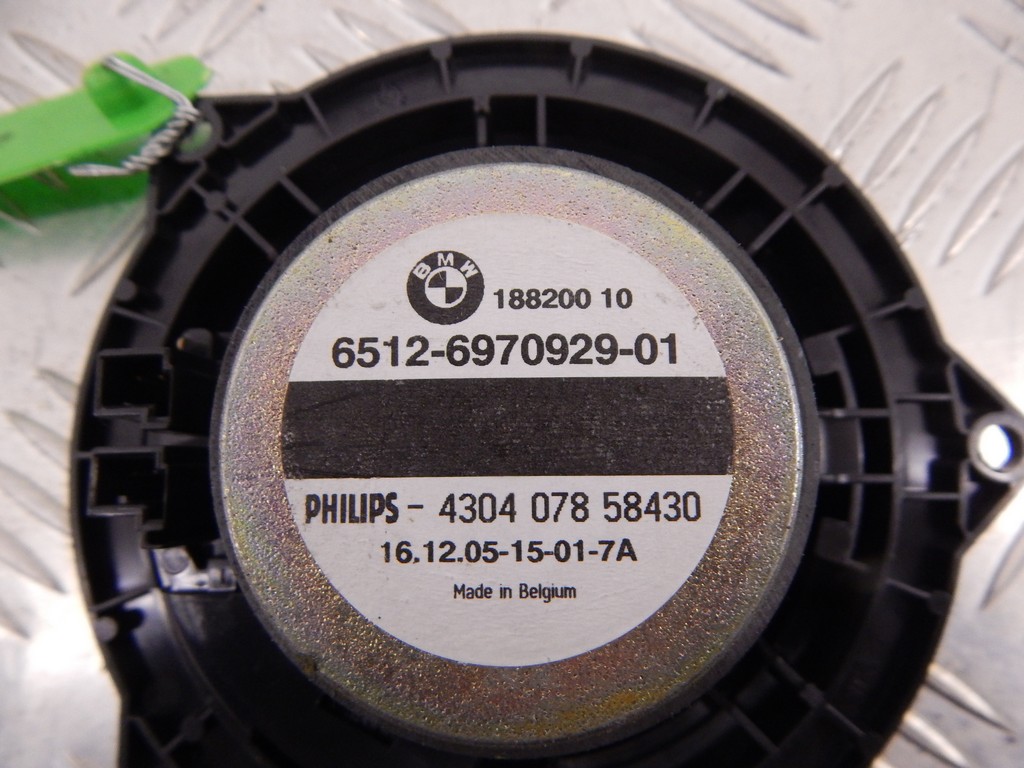 BMW
188200 10
6512-6970929-01
PHILIPS - 4304 078 58430
16.12.05-15-01-7A
Made in Belgium